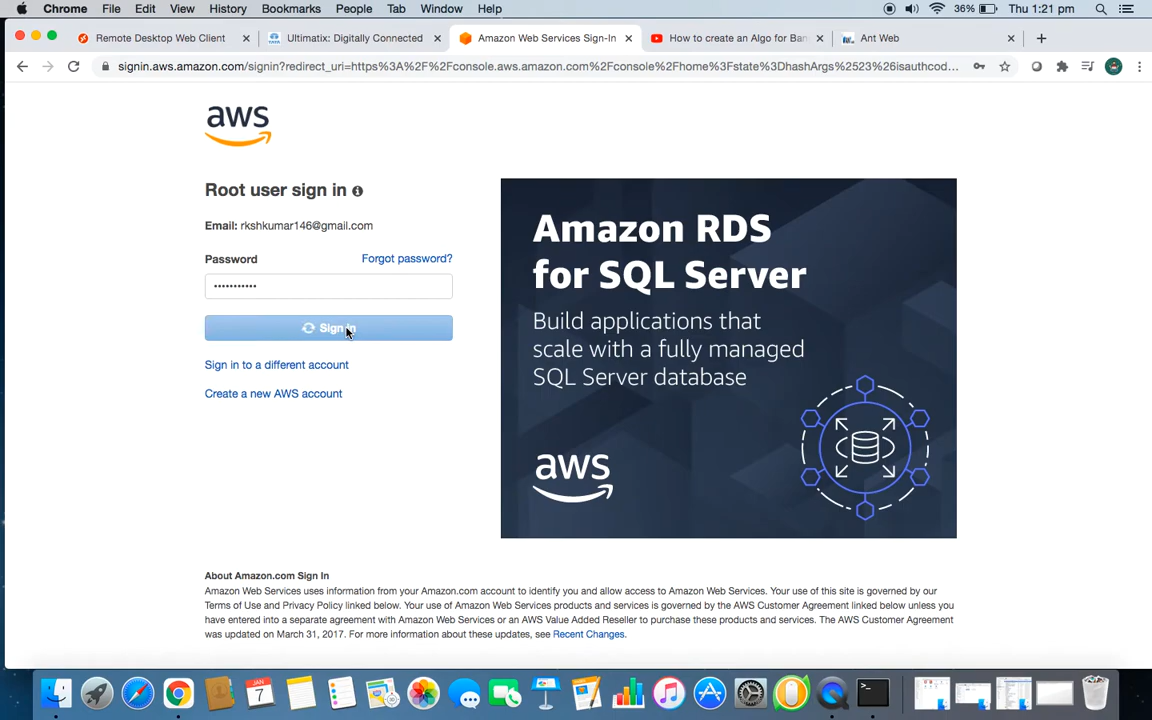 Chrome File Edit View History Bookmarks People Tab Window Help 36% Thu 1:21 pm
Remote Desktop Web Client Ultimatix: Digitally Connected Amazon Web Services Sign-In How to create an Algo for Ban Ant Web
signin.aws.amazon.com/signin?redirect_uri=https%3A%2F%2Fconsole.aws.amazon.com%2Fconsole%2Fhome%3Fstate%3DhashArgs%2523%26isauthcod...
aws
Root user sign in
Email: rkshkumar146@gmail.com
Password Forgot password?
Sign in
Sign in to a different account
Create a new AWS account
Amazon RDS
for SQL Server
Build applications that
scale with a fully managed
SQL Server database
aws
About Amazon.com Sign In
Amazon Web Services uses information from your Amazon.com account to identify you and allow access to Amazon Web Services. Your use of this site is governed by our
Terms of Use and Privacy Policy linked below. Your use of Amazon Web Services products and services is governed by the AWS Customer Agreement linked below unless you
have entered into a separate agreement with Amazon Web Services or an AWS Value Added Reseller to purchase these products and services. The AWS Customer Agreement
was updated on March 31, 2017. For more information about these updates, see Recent Changes.
JAN
7